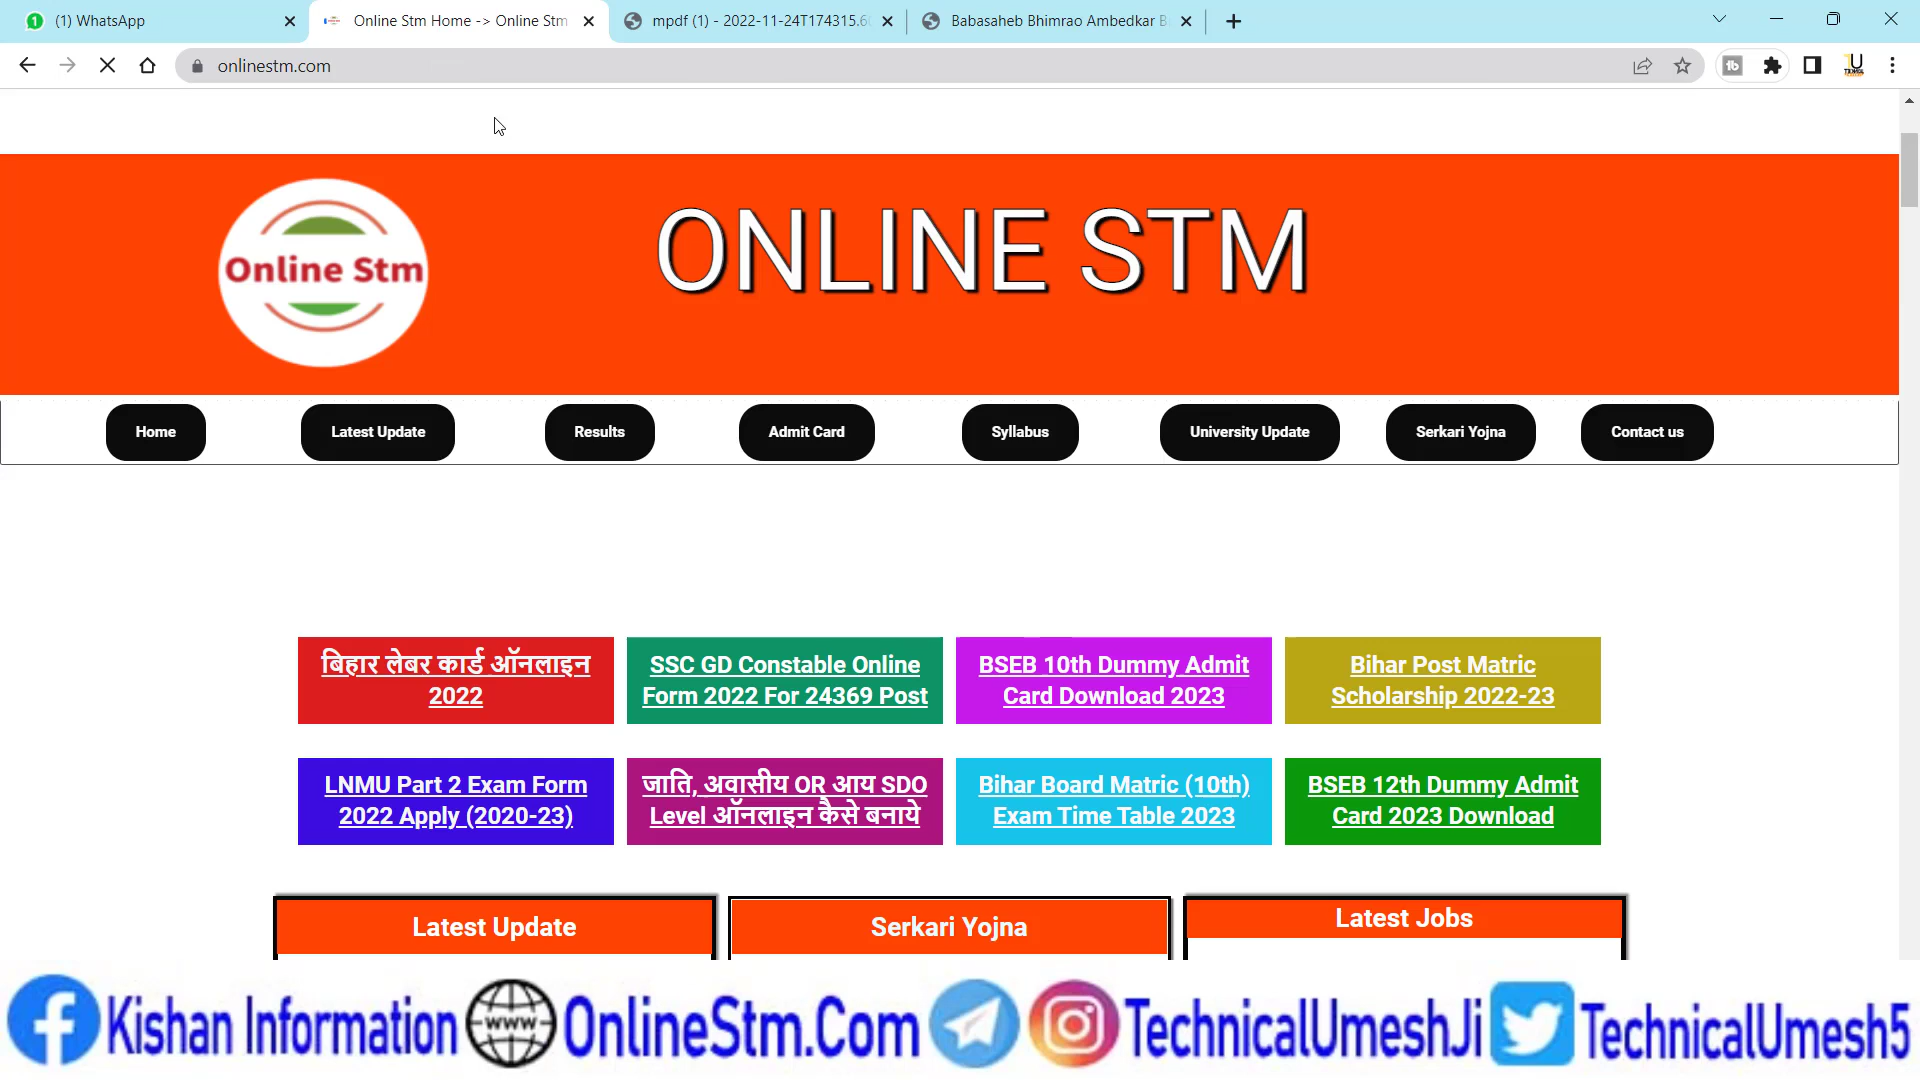 (1) WhatsApp
Online Stm Home -> Online Stm
mpdf (1) - 2022-11-24T174315.6
Babasaheb Bhimrao Ambedkar B
onlinestm.com
Online Stm
ONLINE STM
Home
Latest Update
Results
Admit Card
Syllabus
University Update
Serkari Yojna
Contact us
बिहार लेबर कार्ड ऑनलाइन
2022
SSC GD Constable Online
Form 2022 For 24369 Post
BSEB 10th Dummy Admit
Card Download 2023
Bihar Post Matric
Scholarship 2022-23
LNMU Part 2 Exam Form
2022 Apply (2020-23)
जाति, अवासीय OR आय SDO
Level ऑनलाइन कैसे बनाये
Bihar Board Matric (10th)
Exam Time Table 2023
BSEB 12th Dummy Admit
Card 2023 Download
Latest Update
Serkari Yojna
Latest Jobs
Kishan Information
www
OnlineStm.Com
TechnicalUmeshJi
TechnicalUmesh5